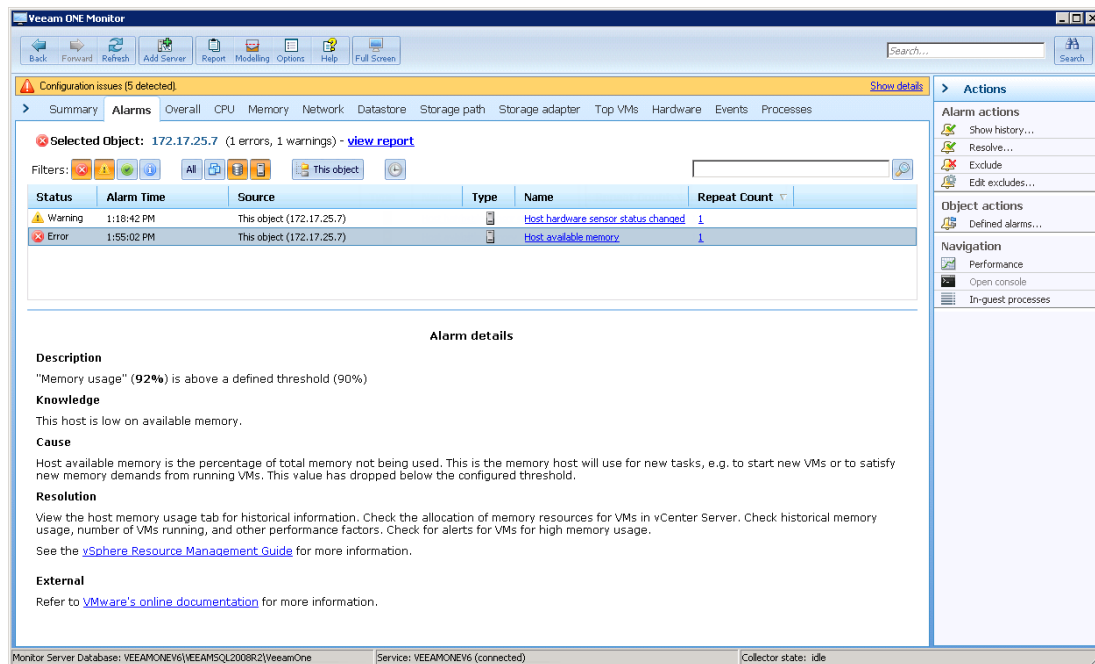 Veeam ONE Monitor
Back Forward Refresh Add Server Report Modelling Options Help Full Screen
Search...
Search
Configuration issues (5 detected).
Show details
Summary Alarms Overall CPU Memory Network Datastore Storage path Storage adapter Top VMs Hardware Events Processes
Selected Object: 172.17.25.7 (1 errors, 1 warnings) - view report
Filters: All This object
Status Alarm Time Source Type Name Repeat Count
Warning 1:18:42 PM This object (172.17.25.7) Host hardware sensor status changed 1
Error 1:55:02 PM This object (172.17.25.7) Host available memory 1
Alarm details
Description
"Memory usage" (92%) is above a defined threshold (90%)
Knowledge
This host is low on available memory.
Cause
Host available memory is the percentage of total memory not being used. This is the memory host will use for new tasks, e.g. to start new VMs or to satisfy
new memory demands from running VMs. This value has dropped below the configured threshold.
Resolution
View the host memory usage tab for historical information. Check the allocation of memory resources for VMs in vCenter Server. Check historical memory
usage, number of VMs running, and other performance factors. Check for alerts for VMs for high memory usage.
See the vSphere Resource Management Guide for more information.
External
Refer to VMware's online documentation for more information.
Actions
Alarm actions
Show history...
Resolve...
Exclude
Edit excludes...
Object actions
Defined alarms...
Navigation
Performance
Open console
In-guest processes
Monitor Server Database: VEEAMONEV6\VEEAMSQL2008R2\VeeamOne
Service: VEEAMONEV6 (connected)
Collector state: idle